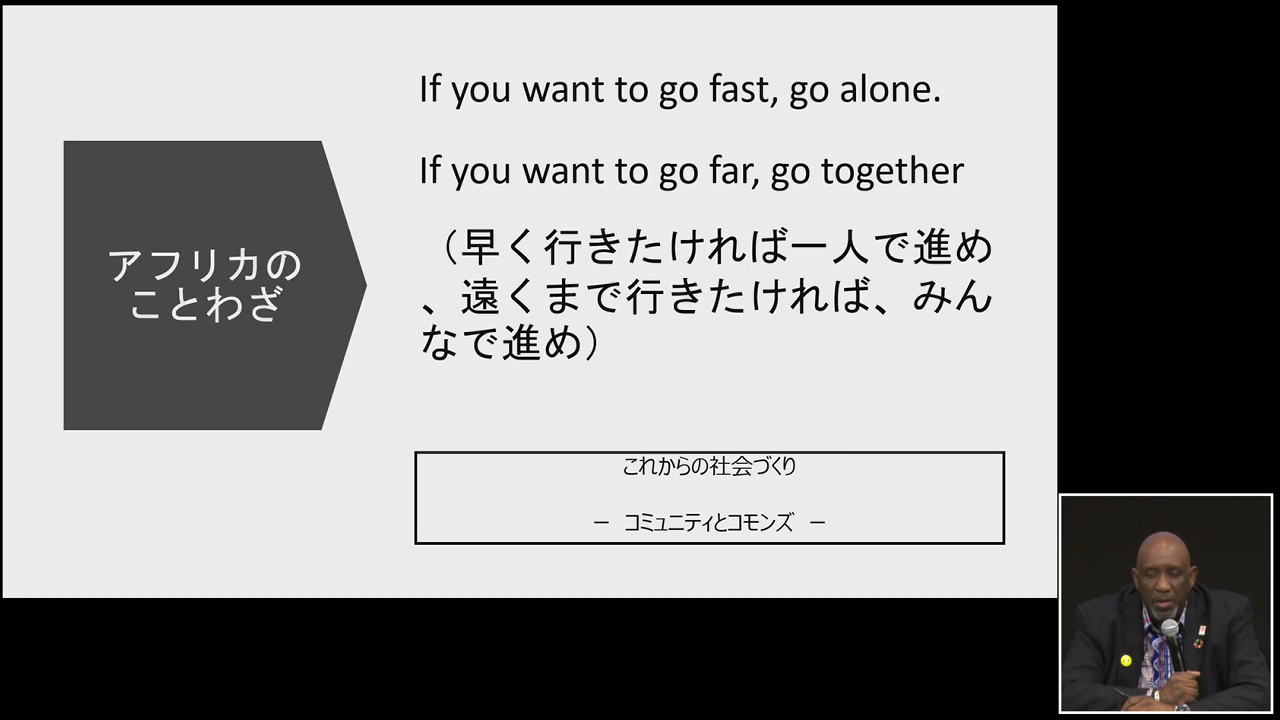 アフリカの
ことわざ
If you want to go fast, go alone.
If you want to go far, go together
（早く行きたければ一人で進め
、遠くまで行きたければ、みん
なで進め）
これからの社会づくり
－ コミュニティとコモンズ －